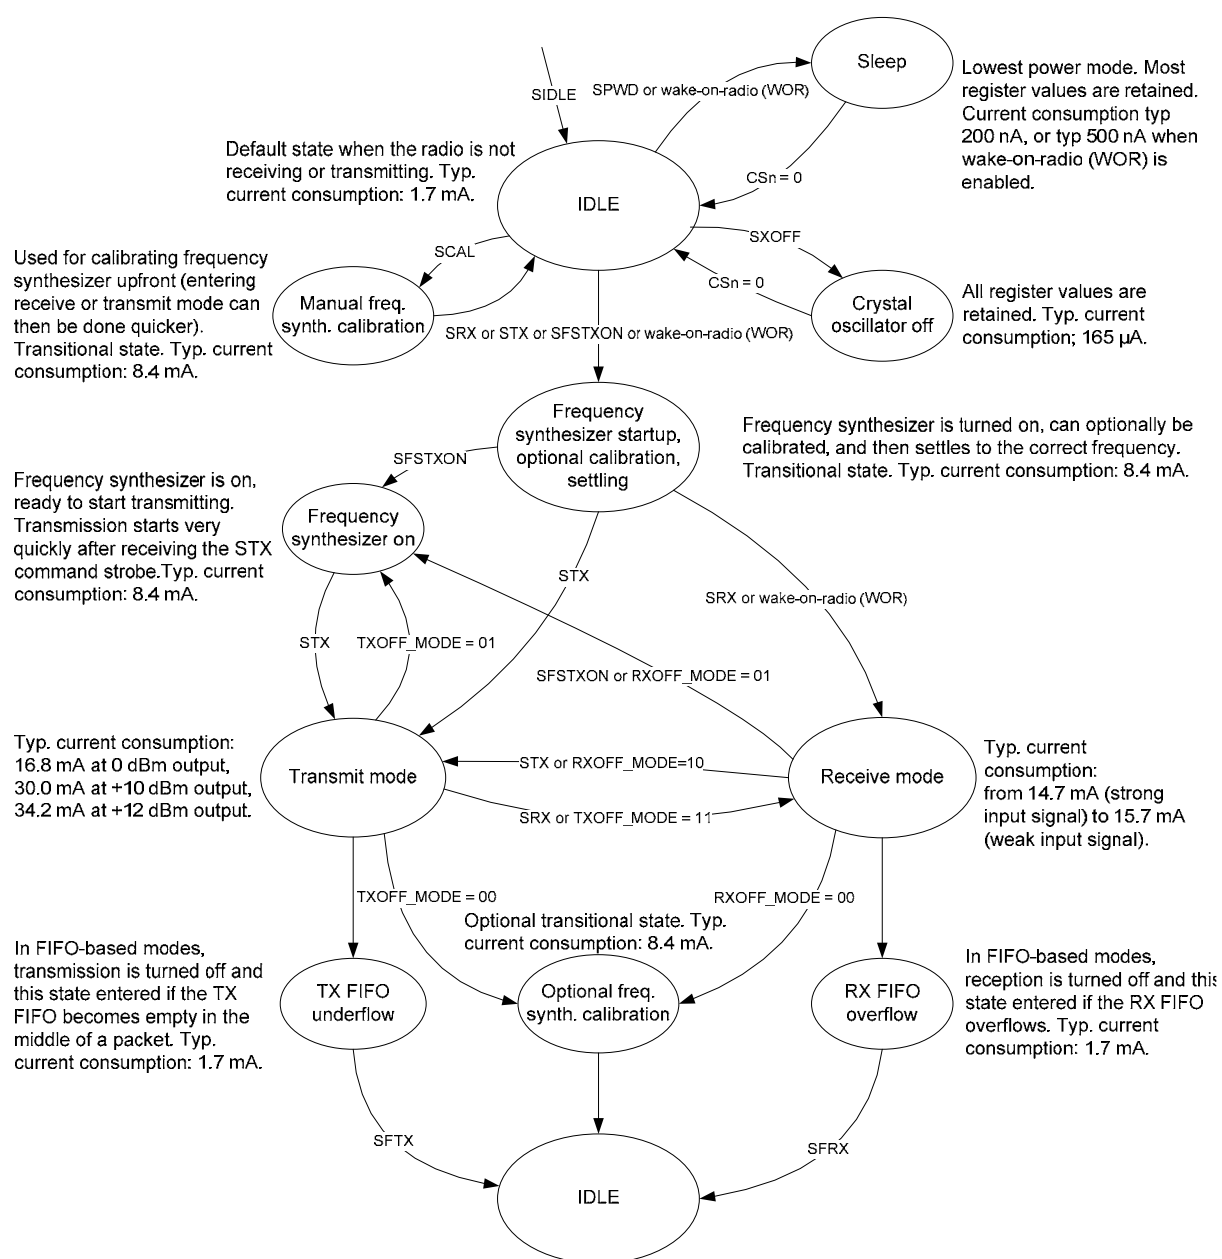 Sleep
Lowest power mode. Most
register values are retained.
Current consumption typ
200 nA, or typ 500 nA when
wake-on-radio (WOR) is
enabled.
SIDLE
SPWD or wake-on-radio (WOR)
CSn = 0
Default state when the radio is not
receiving or transmitting. Typ.
current consumption: 1.7 mA.
IDLE
SXOFF
CSn = 0
SCAL
Used for calibrating frequency
synthesizer upfront (entering
receive or transmit mode can
then be done quicker).
Transitional state. Typ. current
consumption: 8.4 mA.
Manual freq.
synth. calibration
Crystal
oscillator off
All register values are
retained. Typ. current
consumption; 165 µA.
SRX or STX or SFSTXON or wake-on-radio (WOR)
Frequency
synthesizer startup,
optional calibration,
settling
Frequency synthesizer is turned on, can optionally be
calibrated, and then settles to the correct frequency.
Transitional state. Typ. current consumption: 8.4 mA.
SFSTXON
Frequency synthesizer is on,
ready to start transmitting.
Transmission starts very
quickly after receiving the STX
command strobe.Typ. current
consumption: 8.4 mA.
Frequency
synthesizer on
STX
SRX or wake-on-radio (WOR)
STX
TXOFF_MODE = 01
SFSTXON or RXOFF_MODE = 01
Typ. current consumption:
16.8 mA at 0 dBm output,
30.0 mA at +10 dBm output,
34.2 mA at +12 dBm output.
Transmit mode
STX or RXOFF_MODE=10
SRX or TXOFF_MODE = 11
Receive mode
Typ. current
consumption:
from 14.7 mA (strong
input signal) to 15.7 mA
(weak input signal).
TXOFF_MODE = 00
RXOFF_MODE = 00
Optional transitional state. Typ.
current consumption: 8.4 mA.
In FIFO-based modes,
transmission is turned off and
this state entered if the TX
FIFO becomes empty in the
middle of a packet. Typ.
current consumption: 1.7 mA.
TX FIFO
underflow
Optional freq.
synth. calibration
RX FIFO
overflow
In FIFO-based modes,
reception is turned off and this
state entered if the RX FIFO
overflows. Typ. current
consumption: 1.7 mA.
SFTX
SFRX
IDLE